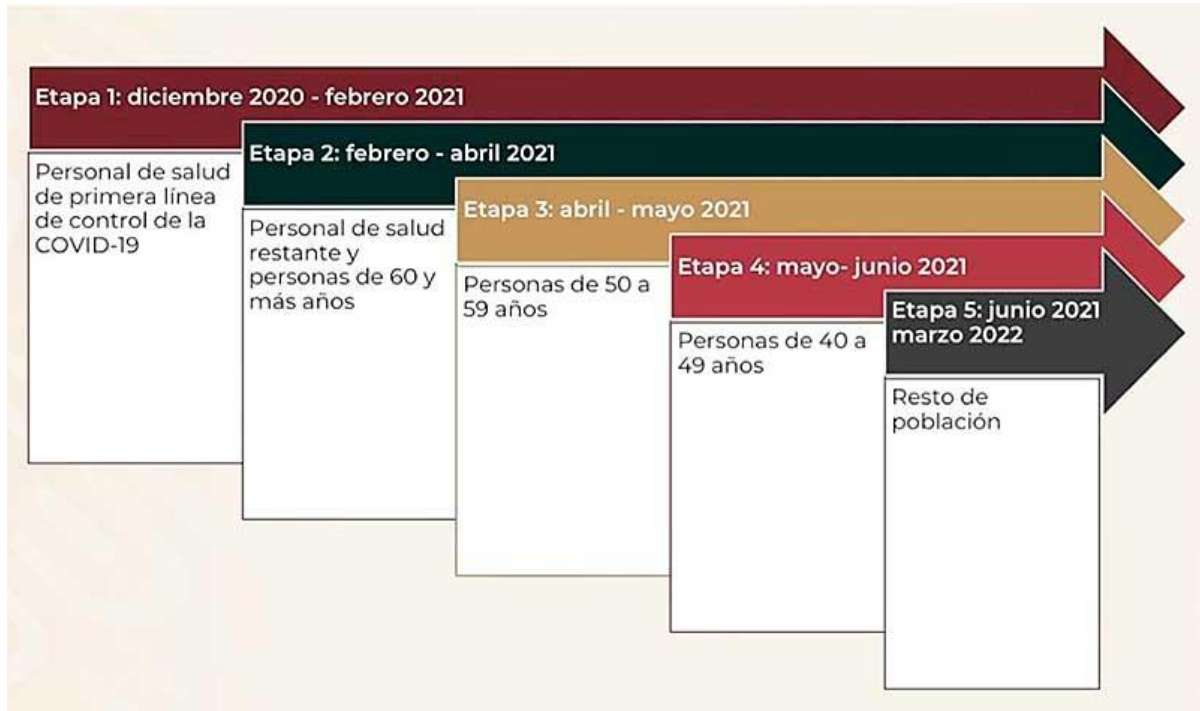 Etapa 1: diciembre 2020 - febrero 2021
Personal de salud
de primera línea
de control de la
COVID-19
Etapa 2: febrero - abril 2021
Personal de salud
restante y
personas de 60 y
más años
Etapa 3: abril - mayo 2021
Personas de 50 a
59 años
Etapa 4: mayo- junio 2021
Personas de 40 a
49 años
Etapa 5: junio 2021
marzo 2022
Resto de
población